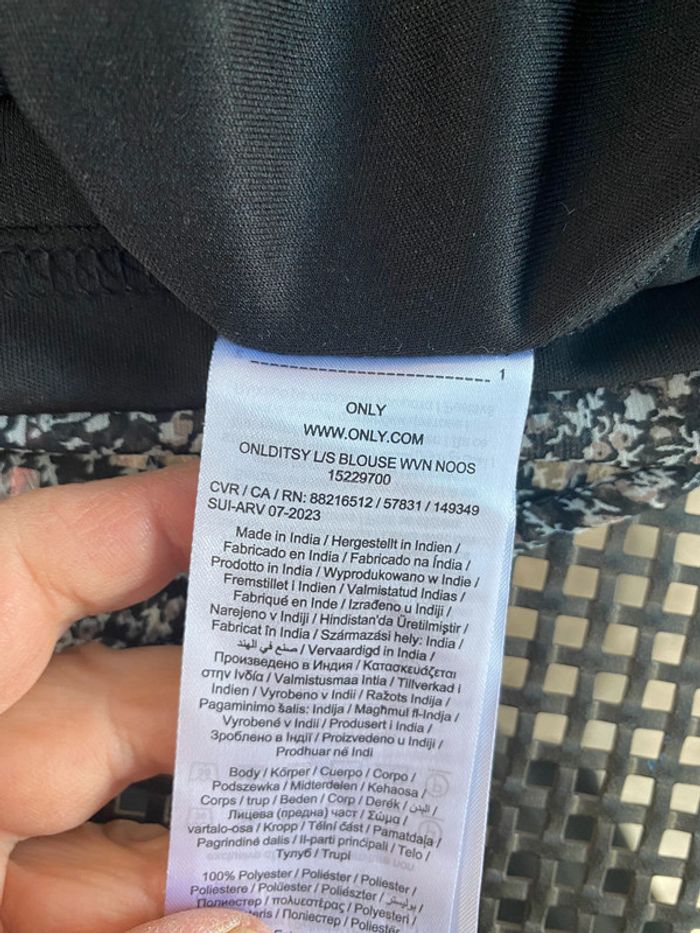 1
ONLY
WWW.ONLY.COM
ONLDITSY L/S BLOUSE WVN NOOS
15229700
CVR / CA / RN: 88216512 / 57831 / 149349
SUI-ARV 07-2023
Made in India / Hergestellt in Indien /
Fabricado en India / Fabricado na Índia /
Prodotto in India / Wyprodukowano w Indie /
Fremstillet i Indien / Valmistatud Indias /
Fabriqué en Inde / Izrađeno u Indiji /
Narejeno v Indiji / Hindistan'da Üretilmiştir /
Fabricat în India / Származási hely: India /
صنع في الهند / Vervaardigd in India /
Произведено в Индия / Κατασκευάζεται
στην Ινδία / Valmistusmaa Intia / Tillverkad i
Indien / Vyrobeno v Indii / Ražots Indija /
Pagaminimo šalis: Indija / Magħmul fl-Indja /
Vyrobené v Indii / Produsert i India /
Зроблено в Індії / Proizvedeno u Indiji /
Prodhuar në Indi
Body / Körper / Cuerpo / Corpo /
Podszewka / Midterdelen / Kehaosa /
Corps / trup / Beden / Corp / Derék / البدن /
Лицева (предна) част / Σώμα /
vartalo-osa / Kropp / Tělní část / Pamatdaļa /
Pagrindinė dalis / Il-parti prinċipali / Telo /
Тулуб / Trupi
100% Polyester / Poliéster / Poliester /
Poliestere / Polüester / Poliészter /
Полиестер / πολυεστέρας / Polyesteri /
Поліестер / Poliester